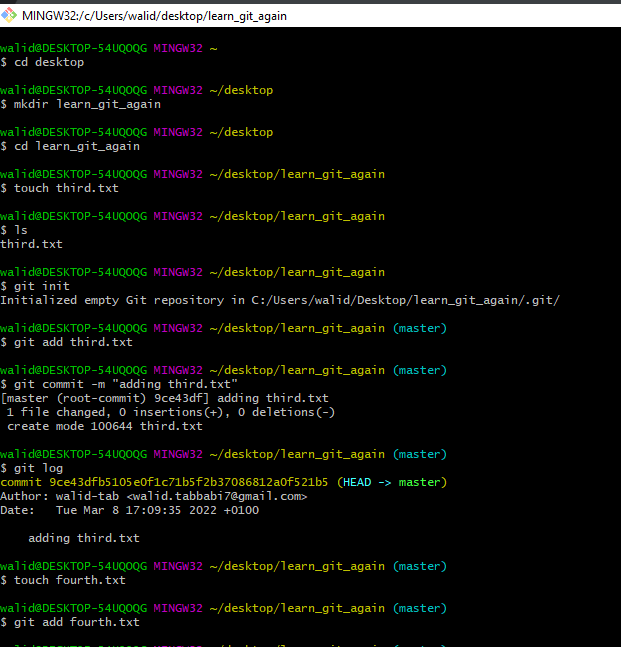 MINGW32:/c/Users/walid/desktop/learn_git_again
walid@DESKTOP-54UQOQG MINGW32 ~
$ cd desktop
walid@DESKTOP-54UQOQG MINGW32 ~/desktop
$ mkdir learn_git_again
walid@DESKTOP-54UQOQG MINGW32 ~/desktop
$ cd learn_git_again
walid@DESKTOP-54UQOQG MINGW32 ~/desktop/learn_git_again
$ touch third.txt
walid@DESKTOP-54UQOQG MINGW32 ~/desktop/learn_git_again
$ ls
third.txt
walid@DESKTOP-54UQOQG MINGW32 ~/desktop/learn_git_again
$ git init
Initialized empty Git repository in C:/Users/walid/Desktop/learn_git_again/.git/
walid@DESKTOP-54UQOQG MINGW32 ~/desktop/learn_git_again (master)
$ git add third.txt
walid@DESKTOP-54UQOQG MINGW32 ~/desktop/learn_git_again (master)
$ git commit -m "adding third.txt"
[master (root-commit) 9ce43df] adding third.txt
 1 file changed, 0 insertions(+), 0 deletions(-)
 create mode 100644 third.txt
walid@DESKTOP-54UQOQG MINGW32 ~/desktop/learn_git_again (master)
$ git log
commit 9ce43dfb5105e0f1c71b5f2b37086812a0f521b5 (HEAD -> master)
Author: walid-tab <walid.tabbabi7@gmail.com>
Date:   Tue Mar 8 17:09:35 2022 +0100
    adding third.txt
walid@DESKTOP-54UQOQG MINGW32 ~/desktop/learn_git_again (master)
$ touch fourth.txt
walid@DESKTOP-54UQOQG MINGW32 ~/desktop/learn_git_again (master)
$ git add fourth.txt